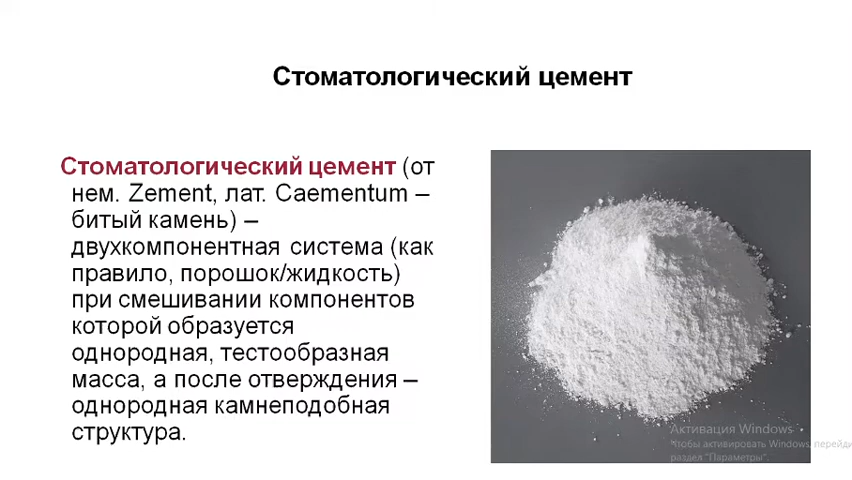 Стоматологический цемент
Стоматологический цемент (от
нем. Zement, лат. Caementum –
битый камень) –
двухкомпонентная система (как
правило, порошок/жидкость)
при смешивании компонентов
которой образуется
однородная, тестообразная
масса, а после отверждения –
однородная камнеподобная
структура.
Активация Windows
Чтобы активировать Windows, перейди
раздел "Параметры".